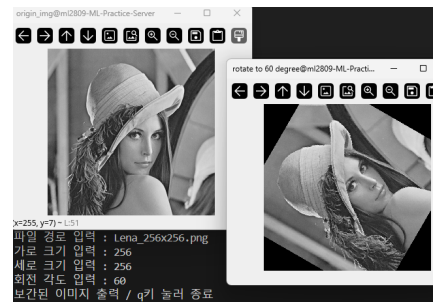 origin_img@ml2809-ML-Practice-Server
rotate to 60 degree@ml2809-ML-Practi...
(x=255, y=7) ~ L:51
파일 경로 입력 : Lena_256x256.png
가로 크기 입력 : 256
세로 크기 입력 : 256
회전 각도 입력 : 60
보간된 이미지 출력 / q키 눌러 종료